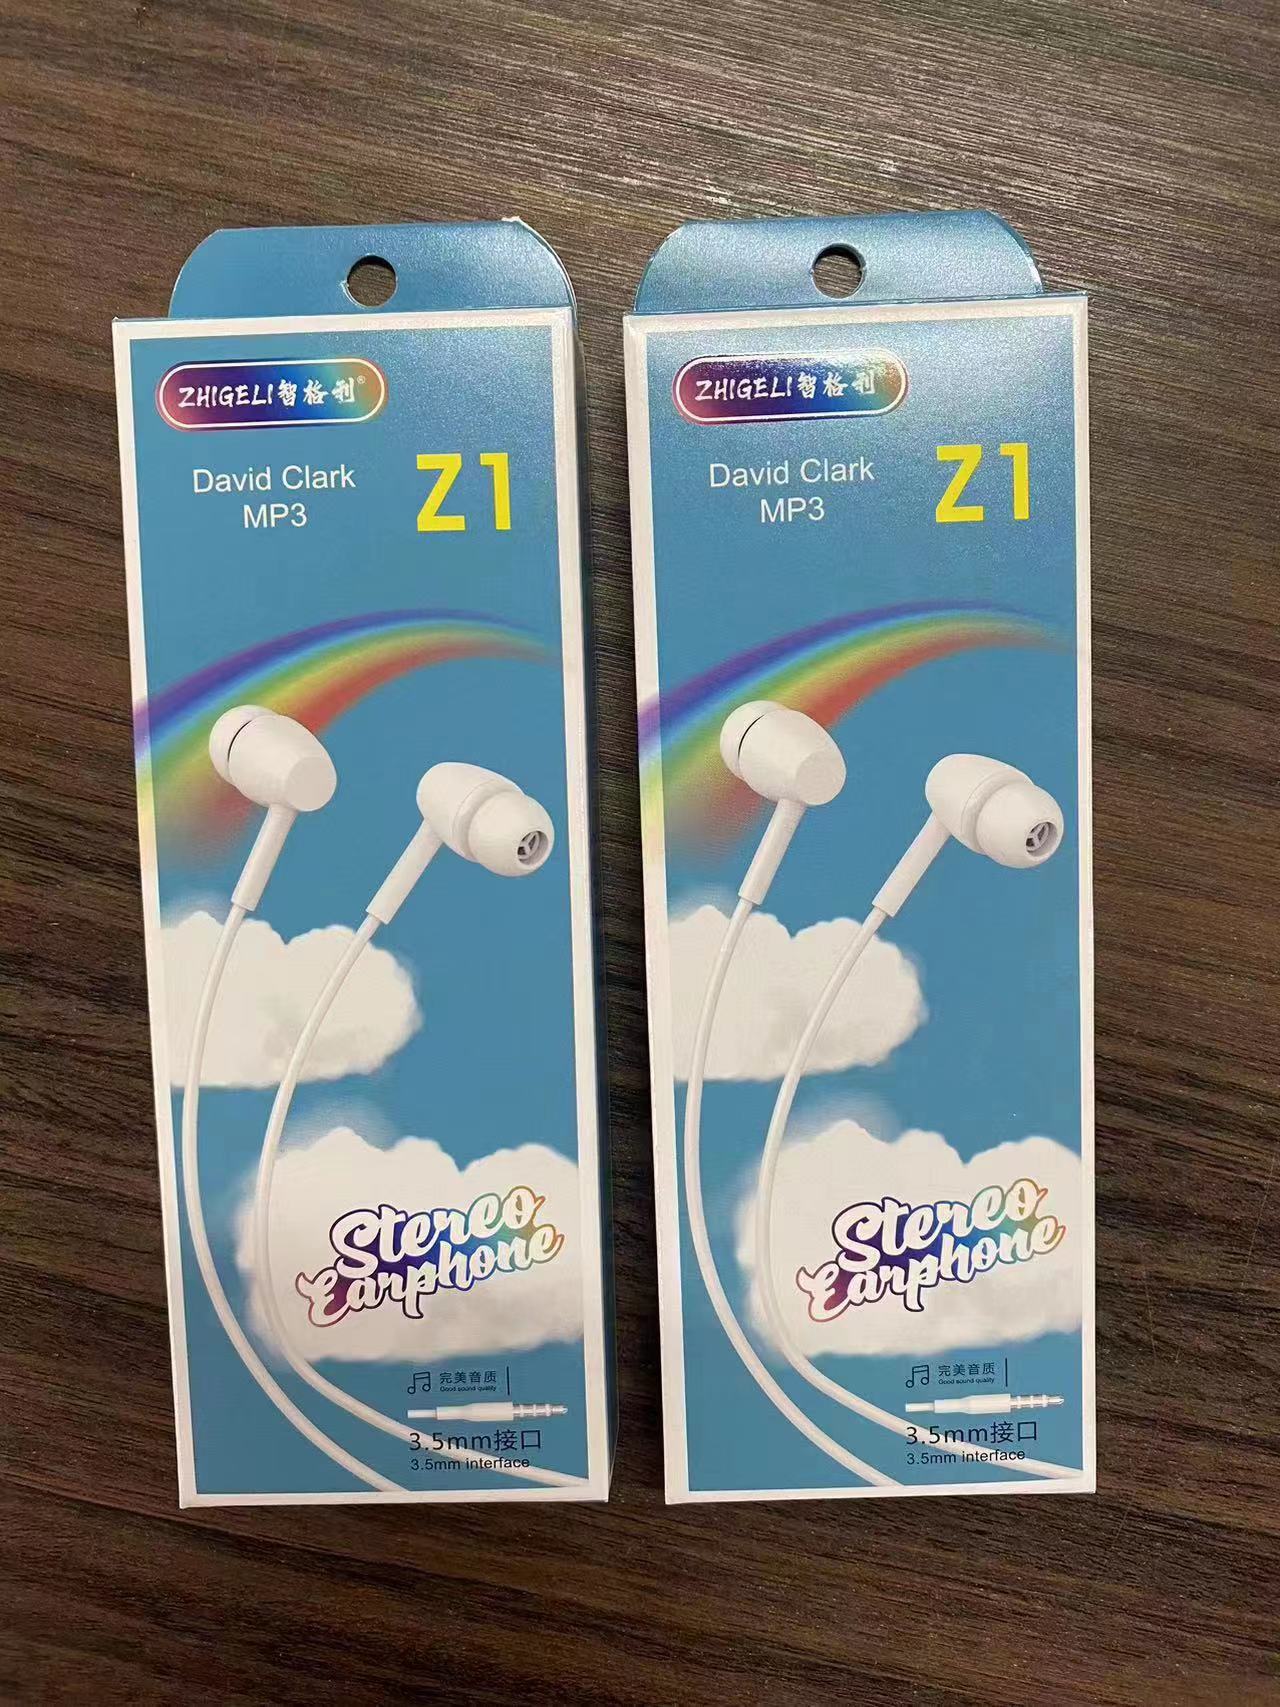 ZHIGELI智格利®
David Clark
MP3
Z1
Stereo
Earphone
完美音质
Good sound quality
3.5mm接口
3.5mm interface
ZHIGELI智格利
David Clark
MP3
Z1
Stereo
Earphone
完美音质
Good sound quality
3.5mm接口
3.5mm interface